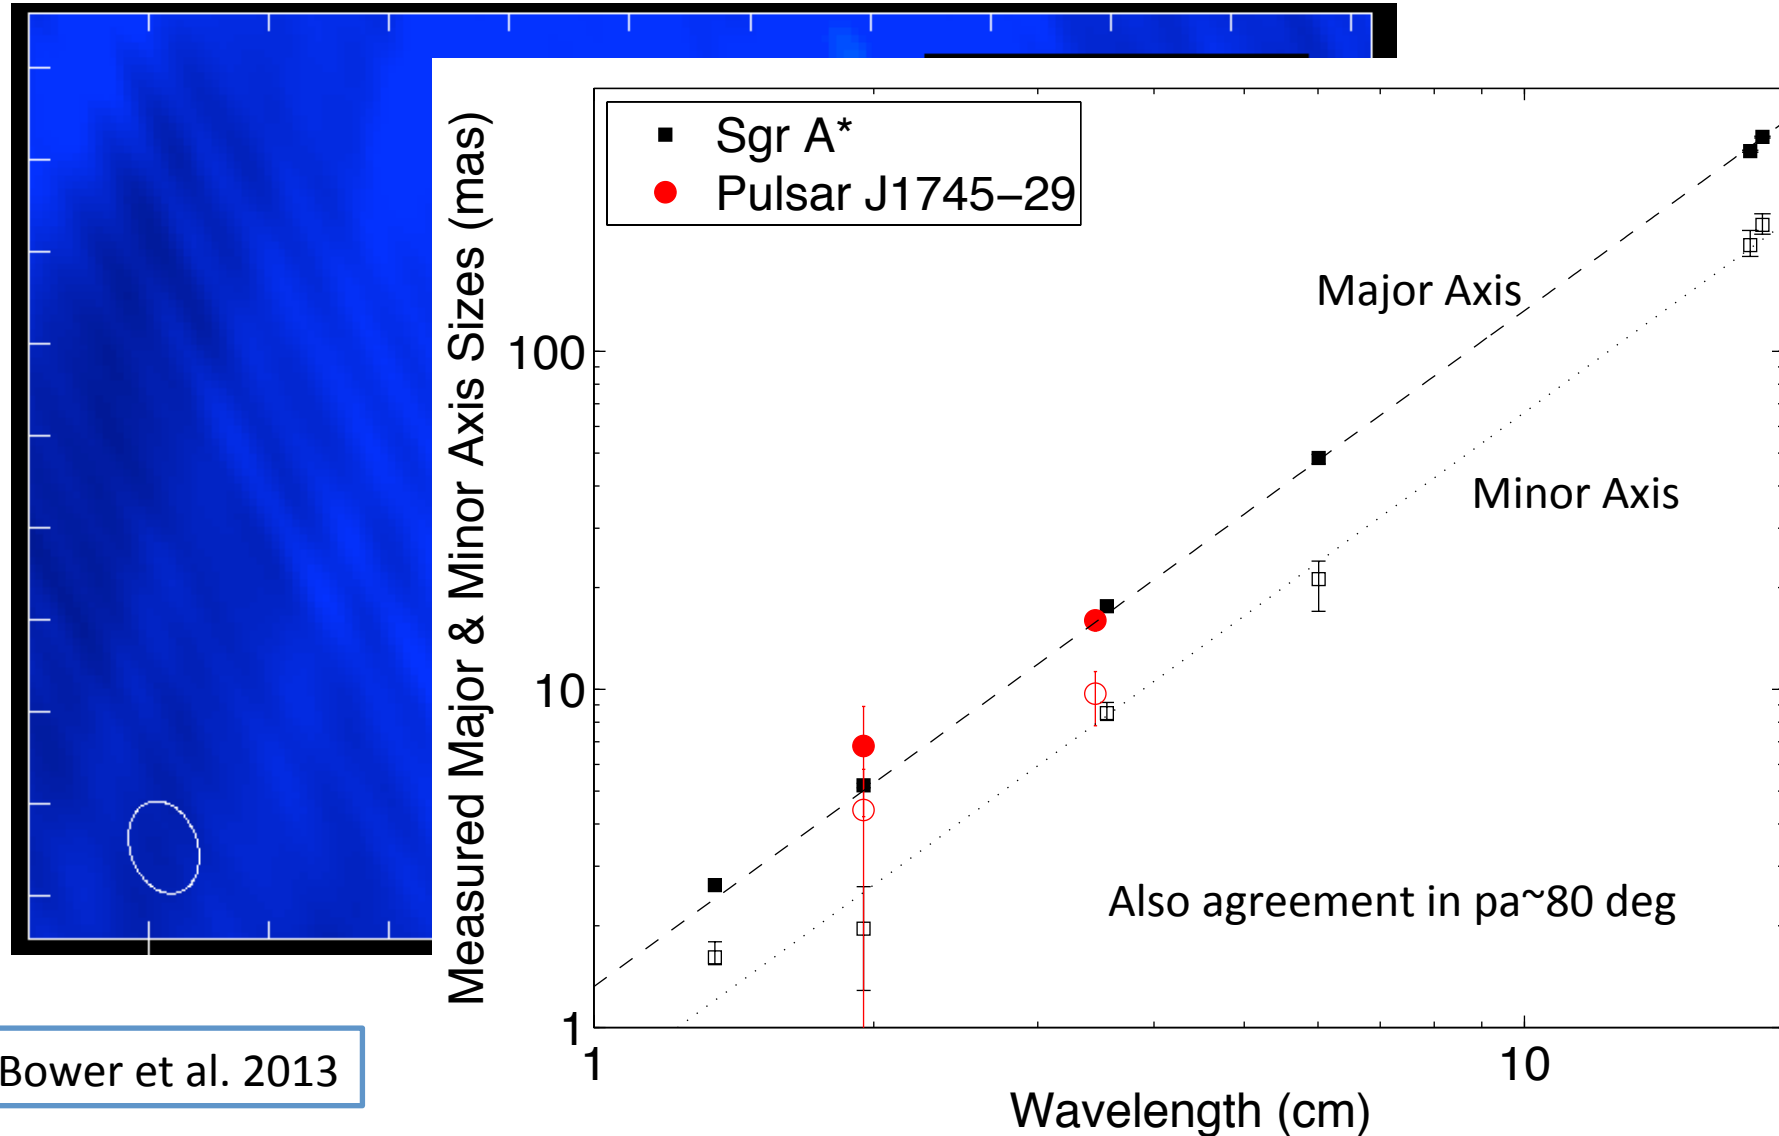 Sgr A*
Pulsar J1745−29
Measured Major & Minor Axis Sizes (mas)
100
10
1
Major Axis
Minor Axis
Also agreement in pa~80 deg
1
10
Wavelength (cm)
Bower et al. 2013